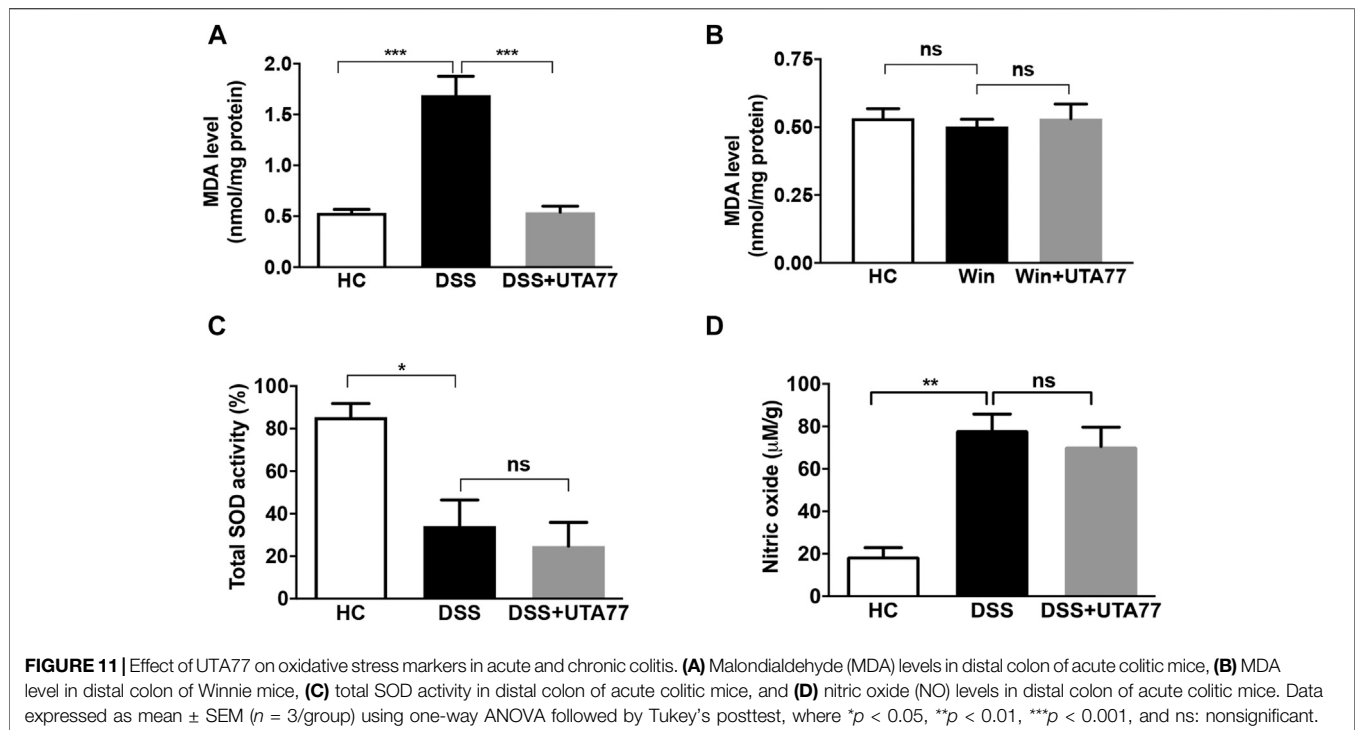 A
MDA level
(nmol/mg protein)
2.0
1.5
1.0
0.5
0.0
***
***
HC
DSS
DSS+UTA77
B
MDA level
(nmol/mg protein)
0.75
0.50
0.25
0.00
ns
ns
HC
Win
Win+UTA77
C
Total SOD activity (%)
100
80
60
40
20
0
*
ns
HC
DSS
DSS+UTA77
D
Nitric oxide (μM/g)
100
80
60
40
20
0
**
ns
HC
DSS
DSS+UTA77
FIGURE 11 | Effect of UTA77 on oxidative stress markers in acute and chronic colitis. (A) Malondialdehyde (MDA) levels in distal colon of acute colitic mice, (B) MDA
level in distal colon of Winnie mice, (C) total SOD activity in distal colon of acute colitic mice, and (D) nitric oxide (NO) levels in distal colon of acute colitic mice. Data
expressed as mean ± SEM (n = 3/group) using one-way ANOVA followed by Tukey's posttest, where *p < 0.05, **p < 0.01, ***p < 0.001, and ns: nonsignificant.